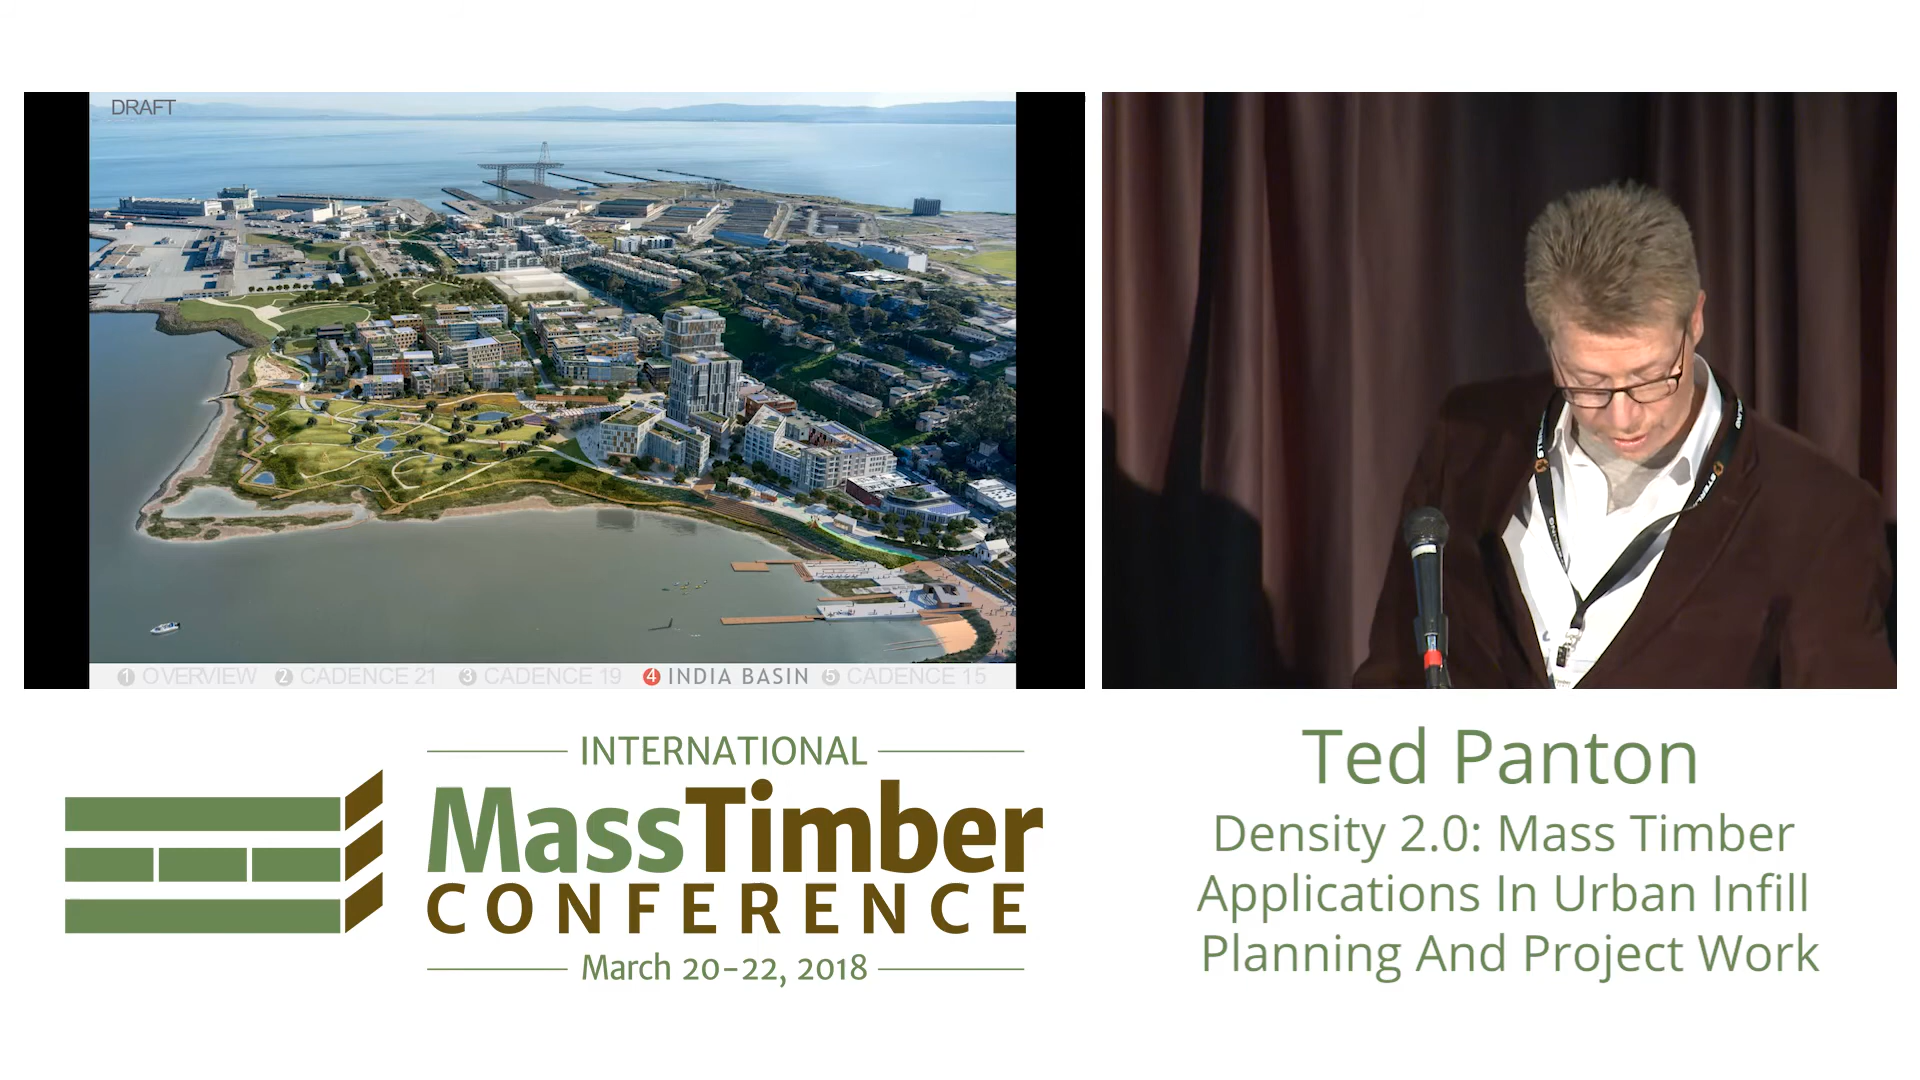 DRAFT
1 OVERVIEW 2 CADENCE 21 3 CADENCE 19 4 INDIA BASIN 5 CADENCE 15
INTERNATIONAL
MassTimber
CONFERENCE
March 20-22, 2018
Ted Panton
Density 2.0: Mass Timber
Applications In Urban Infill
Planning And Project Work